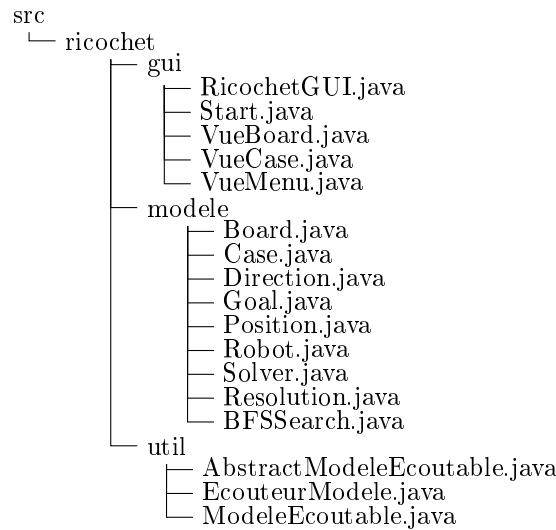 src
ricochet
gui
RicochetGUI.java
Start.java
VueBoard.java
VueCase.java
VueMenu.java
modele
Board.java
Case.java
Direction.java
Goal.java
Position.java
Robot.java
Solver.java
Resolution.java
BFSSearch.java
util
AbstractModeleEcoutable.java
EcouteurModele.java
ModeleEcoutable.java